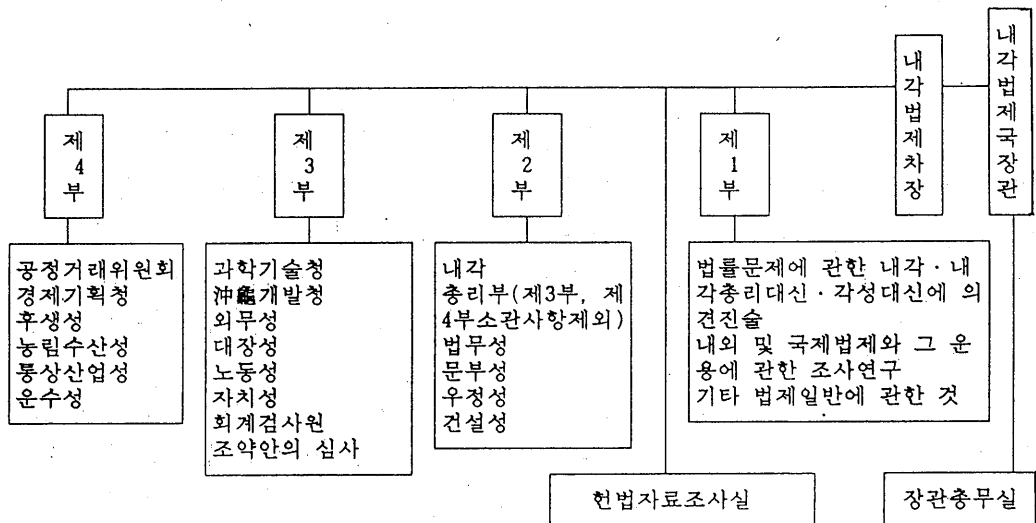 내각법제국장관
내각법제차장
제1부
제2부
제3부
제4부
법률문제에 관한 내각·내
각총리대신·각성대신에 의
견진술
내외 및 국제법제와 그 운
용에 관한 조사연구
기타 법제일반에 관한 것
내각
총리부(제3부, 제
4부소관사항제외)
법무성
문부성
우정성
건설성
과학기술청
沖龜개발청
외무성
대장성
노동성
자치성
회계검사원
조약안의 심사
공정거래위원회
경제기획청
후생성
농림수산성
통상산업성
운수성
헌법자료조사실
장관총무실